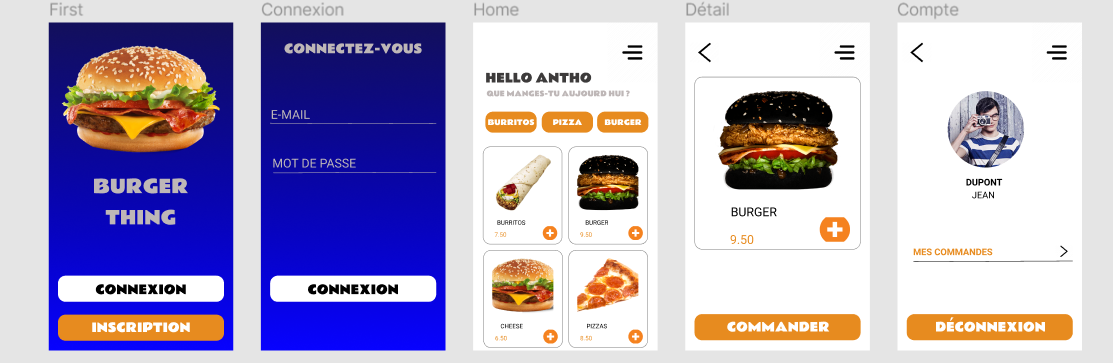 First
BURGER
THING
CONNEXION
INSCRIPTION
Connexion
CONNECTEZ-VOUS
E-MAIL
MOT DE PASSE
CONNEXION
Home
HELLO ANTHO
QUE MANGES-TU AUJOURD HUI ?
BURRITOS PIZZA BURGER
BURRITOS
7.50
BURGER
9.50
CHEESE
6.50
PIZZAS
8.50
Détail
BURGER
9.50
COMMANDER
Compte
DUPONT
JEAN
MES COMMANDES
DÉCONNEXION